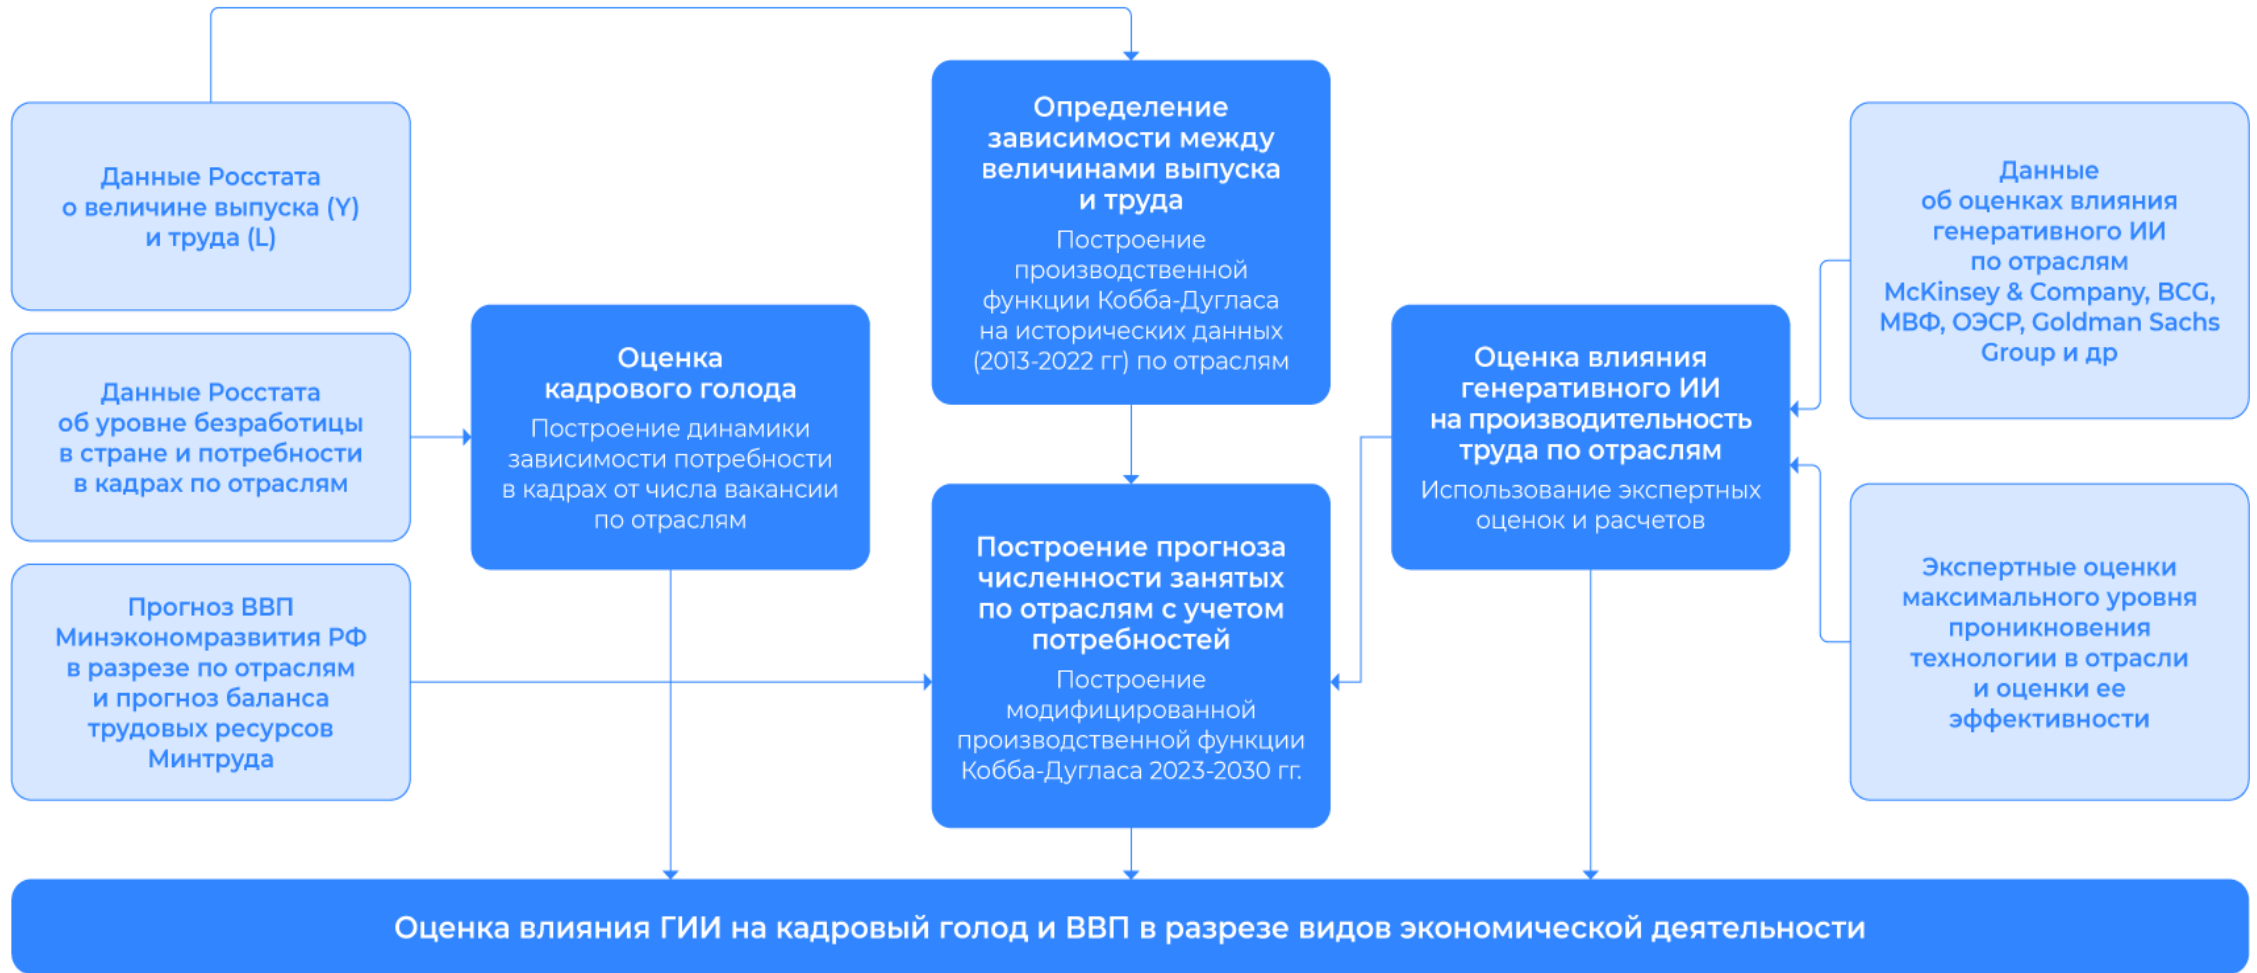 Данные Росстата
о величине выпуска (Y)
и труда (L)
Данные Росстата
об уровне безработицы
в стране и потребности
в кадрах по отраслям
Прогноз ВВП
Минэкономразвития РФ
в разрезе по отраслям
и прогноз баланса
трудовых ресурсов
Минтруда
Оценка
кадрового голода
Построение динамики
зависимости потребности
в кадрах от числа вакансии
по отраслям
Определение
зависимости между
величинами выпуска
и труда
Построение
производственной
функции Кобба-Дугласа
на исторических данных
(2013-2022 гг) по отраслям
Построение прогноза
численности занятых
по отраслям с учетом
потребностей
Построение
модифицированной
производственной функции
Кобба-Дугласа 2023-2030 гг.
Оценка влияния
генеративного ИИ
на производительность
труда по отраслям
Использование экспертных
оценок и расчетов
Данные
об оценках влияния
генеративного ИИ
по отраслям
McKinsey & Company, BCG,
МВФ, ОЭСР, Goldman Sachs
Group и др
Экспертные оценки
максимального уровня
проникновения
технологии в отрасли
и оценки ее
эффективности
Оценка влияния ГИИ на кадровый голод и ВВП в разрезе видов экономической деятельности